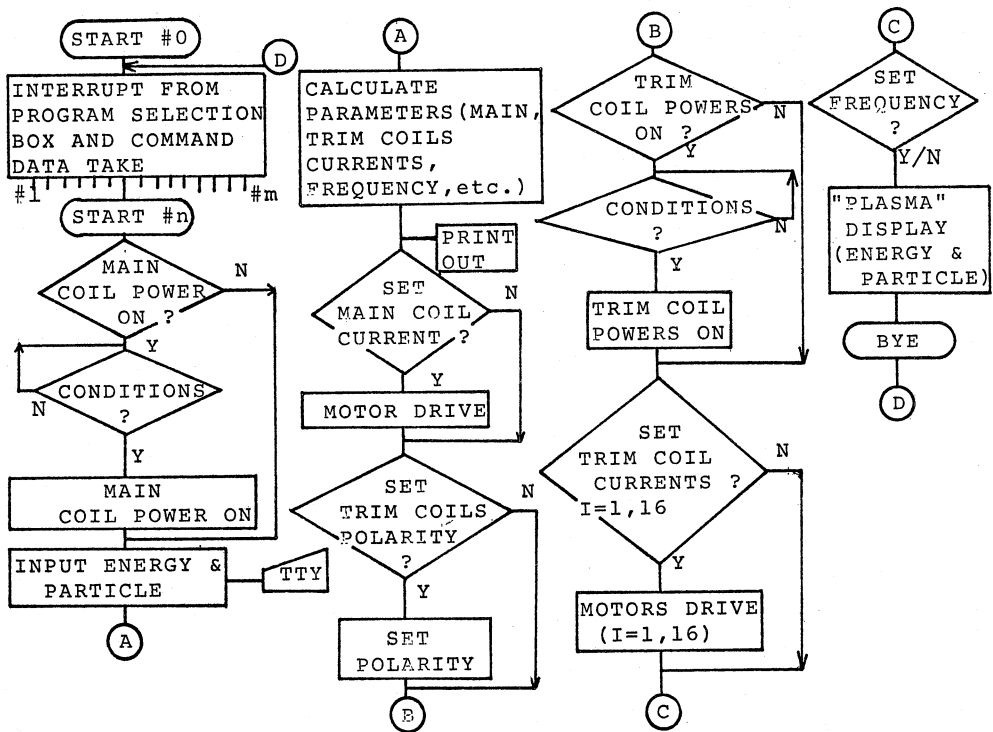 START #0
D
INTERRUPT FROM
PROGRAM SELECTION
BOX AND COMMAND
DATA TAKE
#1
#m
START #n
MAIN
COIL POWER
ON ?
N
Y
CONDITIONS
?
N
Y
MAIN
COIL POWER ON
INPUT ENERGY &
PARTICLE
TTY
A
A
CALCULATE
PARAMETERS(MAIN,
TRIM COILS
CURRENTS,
FREQUENCY,etc.)
PRINT
OUT
SET
MAIN COIL
CURRENT ?
N
Y
MOTOR DRIVE
SET
TRIM COILS
POLARITY
?
N
Y
SET
POLARITY
B
B
TRIM
COIL POWERS
ON ?
N
Y
CONDITIONS
?
N
Y
TRIM COIL
POWERS ON
SET
TRIM COIL
CURRENTS ?
I=1,16
N
Y
MOTORS DRIVE
(I=1,16)
C
C
SET
FREQUENCY
?
Y/N
"PLASMA"
DISPLAY
(ENERGY &
PARTICLE)
BYE
D